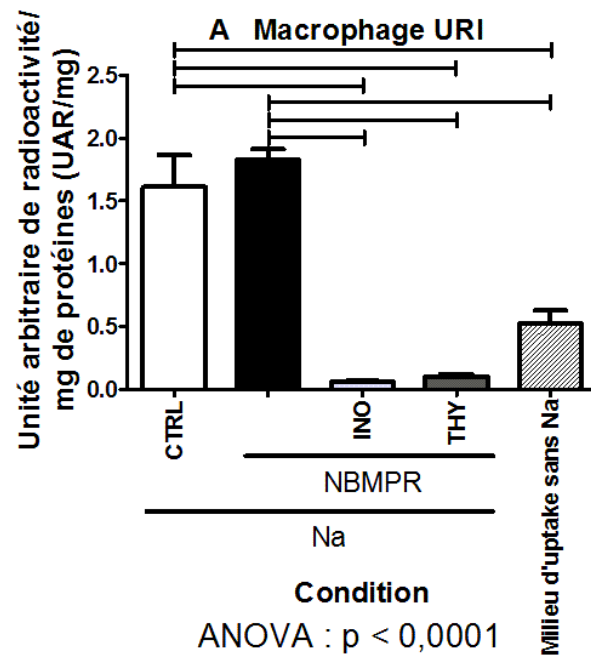 A Macrophage URI
Unité arbitraire de radioactivité/
mg de protéines (UAR/mg)
2.5
2.0
1.5
1.0
0.5
0.0
CTRL
INO
THY
Milieu d'uptake sans Na
NBMPR
Na
Condition
ANOVA : p < 0,0001